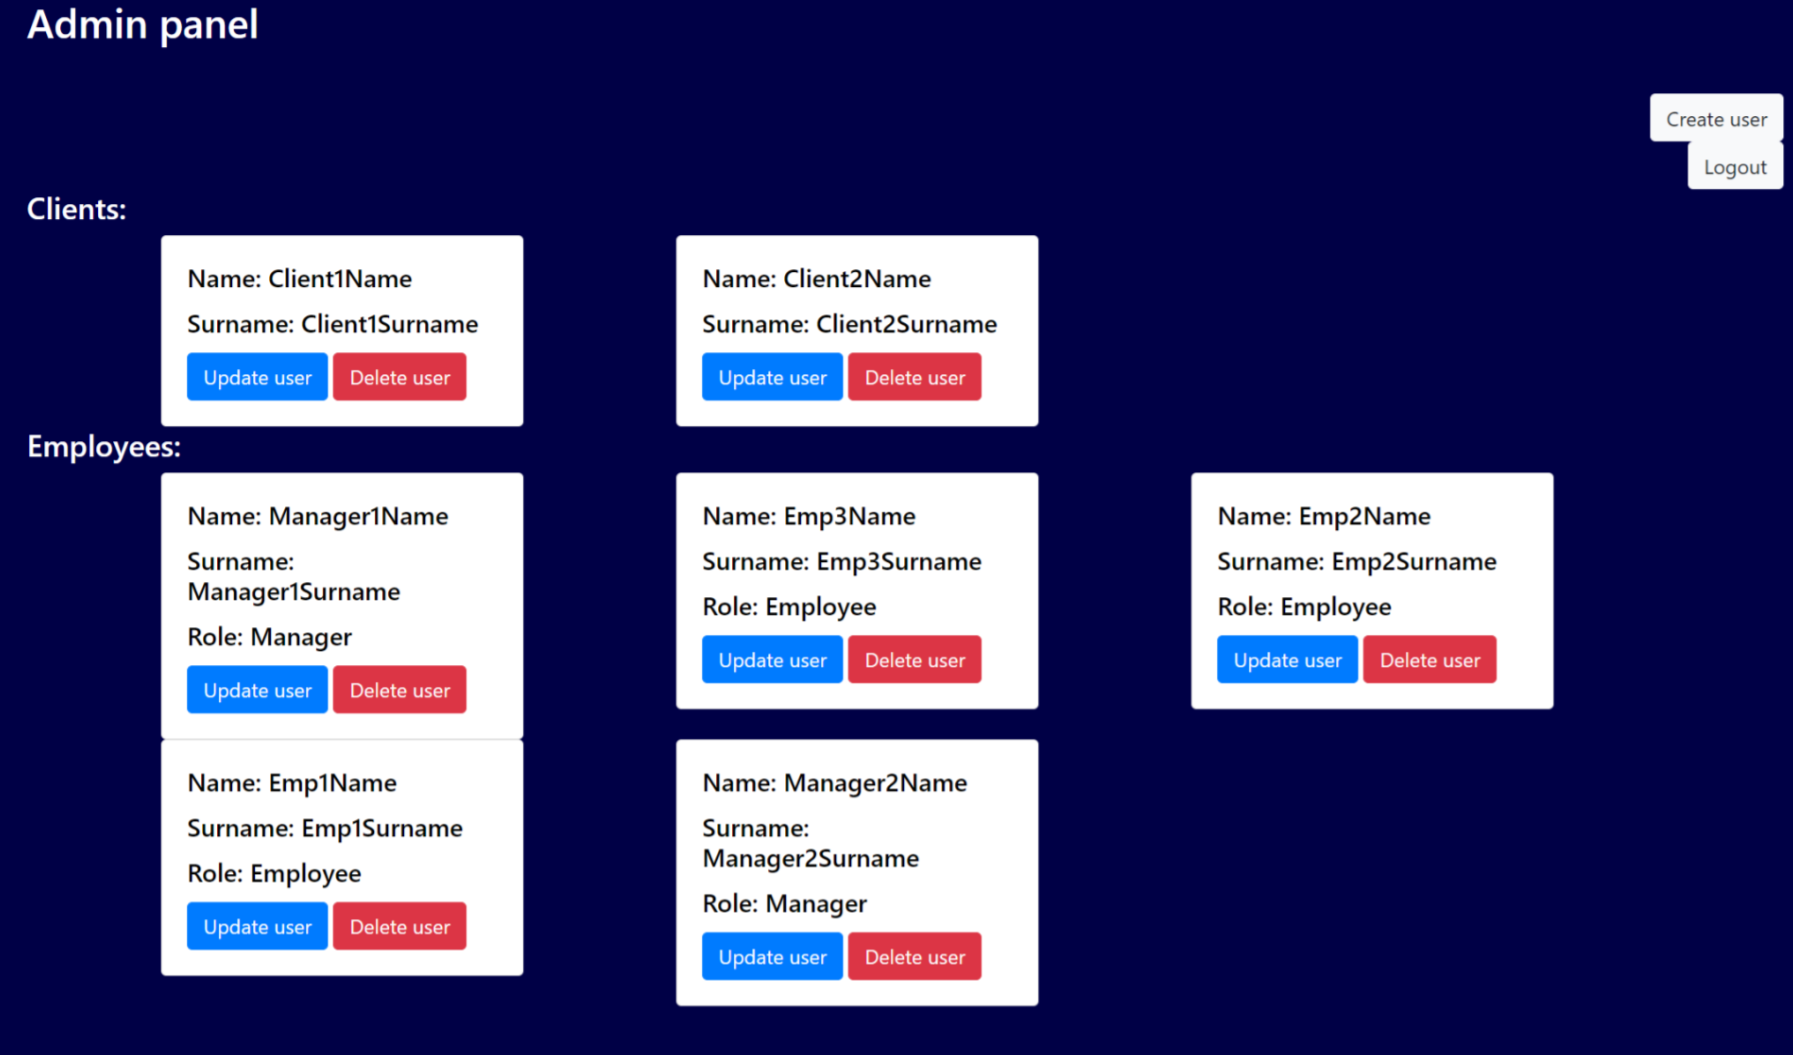 Admin panel
Create user
Logout
Clients:
Name: Client1Name
Surname: Client1Surname
Update user Delete user
Name: Client2Name
Surname: Client2Surname
Update user Delete user
Employees:
Name: Manager1Name
Surname:
Manager1Surname
Role: Manager
Update user Delete user
Name: Emp3Name
Surname: Emp3Surname
Role: Employee
Update user Delete user
Name: Emp2Name
Surname: Emp2Surname
Role: Employee
Update user Delete user
Name: Emp1Name
Surname: Emp1Surname
Role: Employee
Update user Delete user
Name: Manager2Name
Surname:
Manager2Surname
Role: Manager
Update user Delete user